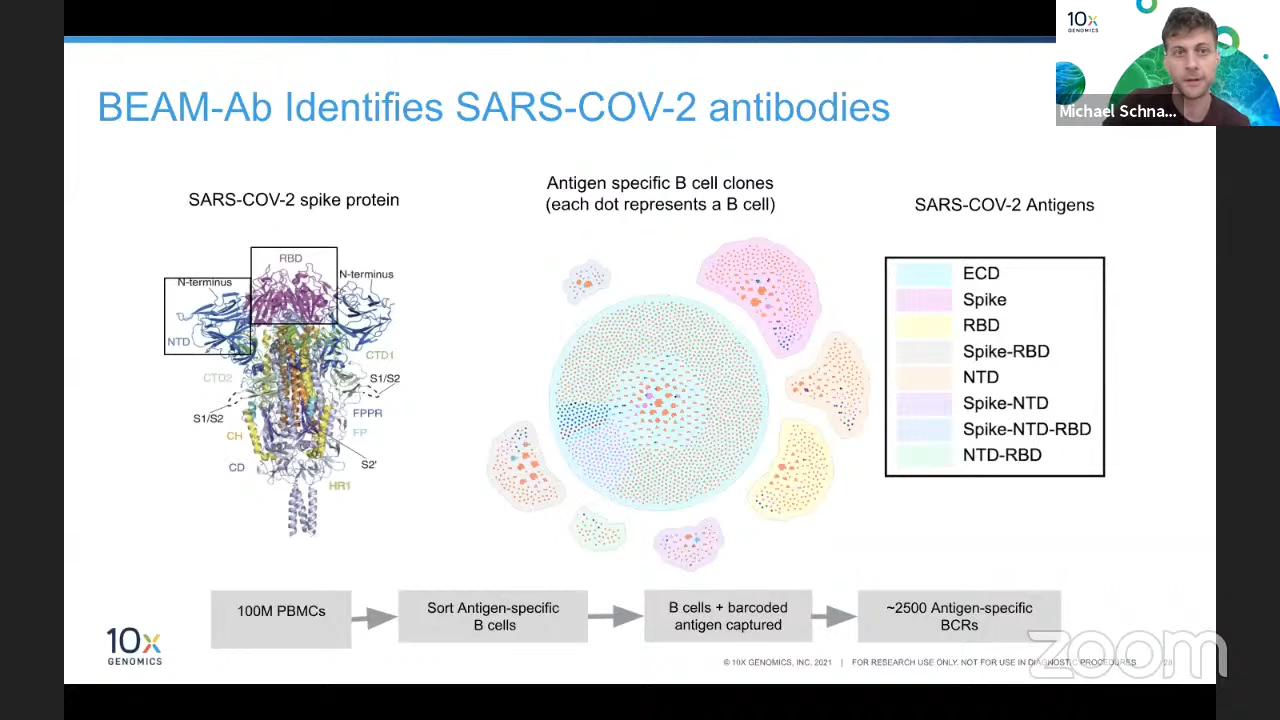 10x
GENOMICS
Michael Schna...
BEAM-Ab Identifies SARS-COV-2 antibodies
SARS-COV-2 spike protein
Antigen specific B cell clones
(each dot represents a B cell)
SARS-COV-2 Antigens
RBD
N-terminus
N-terminus
NTD
CTD1
CTD2
S1/S2
S1/S2
FPPR
CH
FP
CD
S2'
HR1
ECD
Spike
RBD
Spike-RBD
NTD
Spike-NTD
Spike-NTD-RBD
NTD-RBD
100M PBMCs
Sort Antigen-specific
B cells
B cells + barcoded
antigen captured
~2500 Antigen-specific
BCRs
10x
GENOMICS
© 10X GENOMICS, INC. 2021 | FOR RESEARCH USE ONLY. NOT FOR USE IN DIAGNOSTIC PROCEDURES
zoom